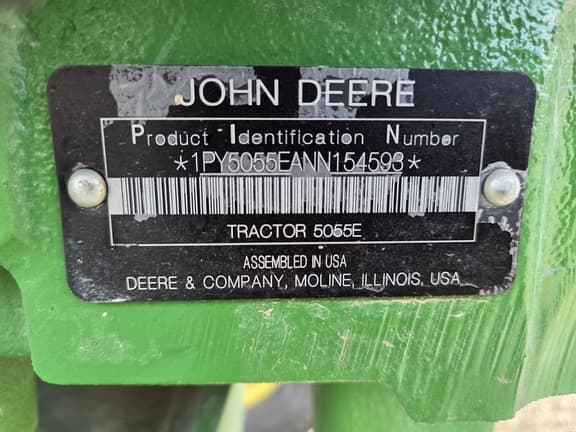 JOHN DEERE
Product Identification Number
*1PY5055EANN154593*
TRACTOR 5055E
ASSEMBLED IN USA
DEERE & COMPANY, MOLINE, ILLINOIS, USA